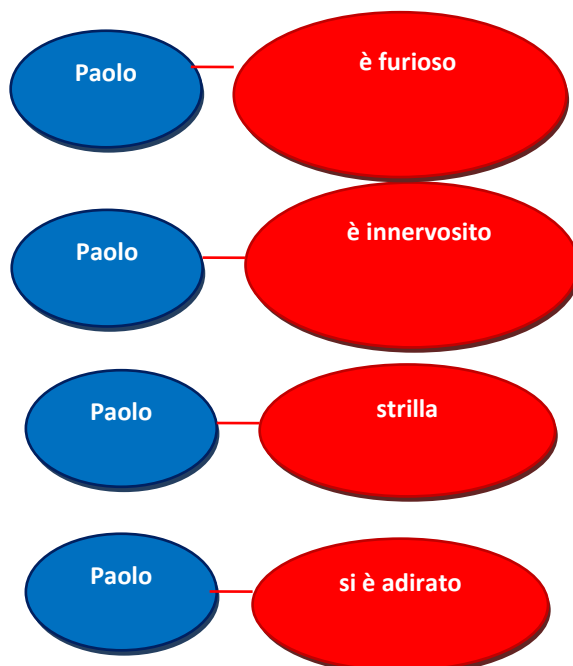 Paolo è furioso
Paolo è innervosito
Paolo strilla
Paolo si è adirato